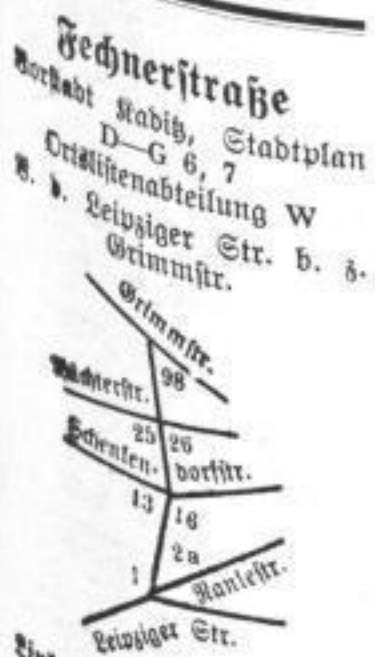 Fechnerstraße
Vorstadt Kaditz, Stadtplan
D—G 6, 7
Ortslistenabteilung W
V. d. Leipziger Str. b. z.
Grimmstr.
Grimmstr.
98
Wächterstr.
25 26
Schenken- dorfstr.
13 16
2a
1
Rankestr.
Leipziger Str.